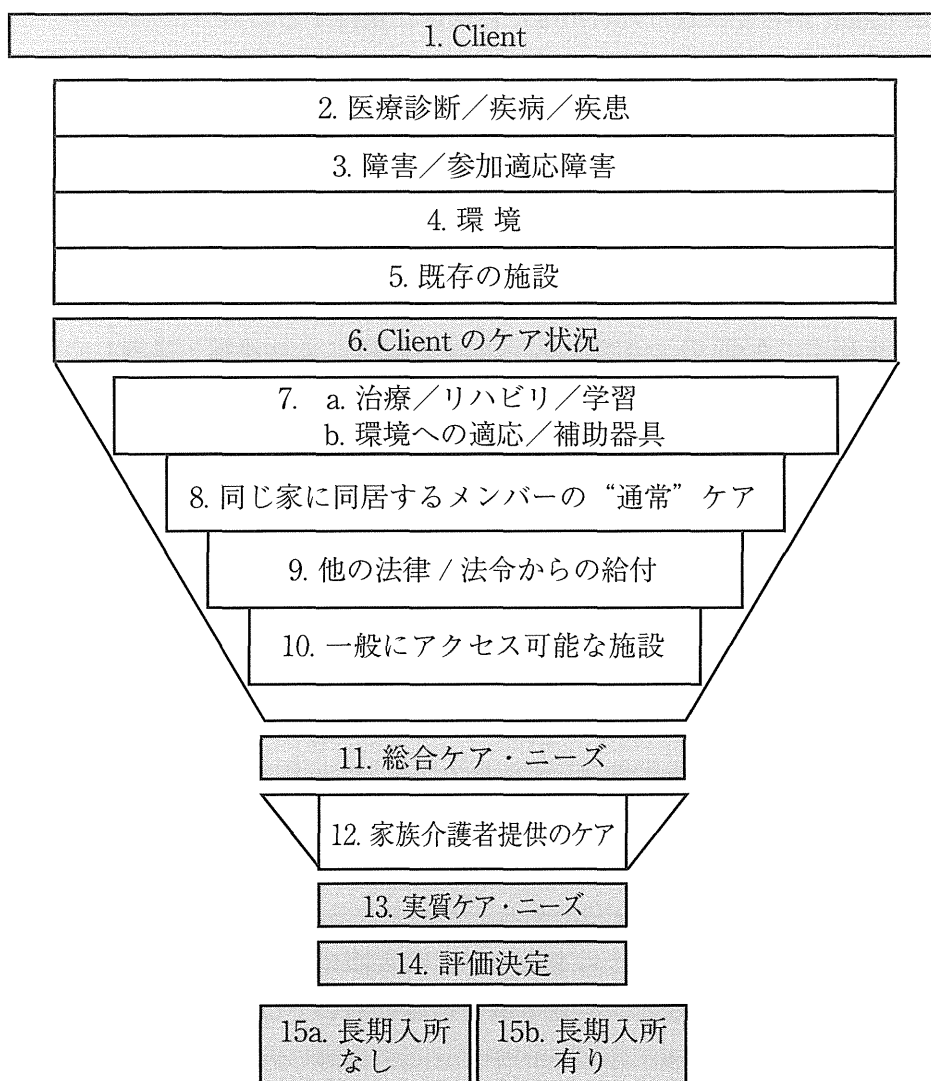 1. Client
2. 医療診断／疾病／疾患
3. 障害／参加適応障害
4. 環 境
5. 既存の施設
6. Client のケア状況
7. a. 治療／リハビリ／学習
b. 環境への適応／補助器具
8. 同じ家に同居するメンバーの “通常” ケア
9. 他の法律 / 法令からの給付
10. 一般にアクセス可能な施設
11. 総合ケア・ニーズ
12. 家族介護者提供のケア
13. 実質ケア・ニーズ
14. 評価決定
15a. 長期入所
なし
15b. 長期入所
有り